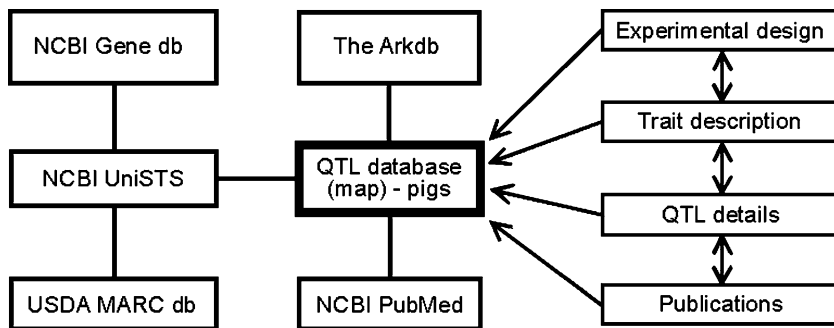 NCBI Gene db
The Arkdb
Experimental design
Trait description
NCBI UniSTS
QTL database
(map) - pigs
QTL details
USDA MARC db
NCBI PubMed
Publications